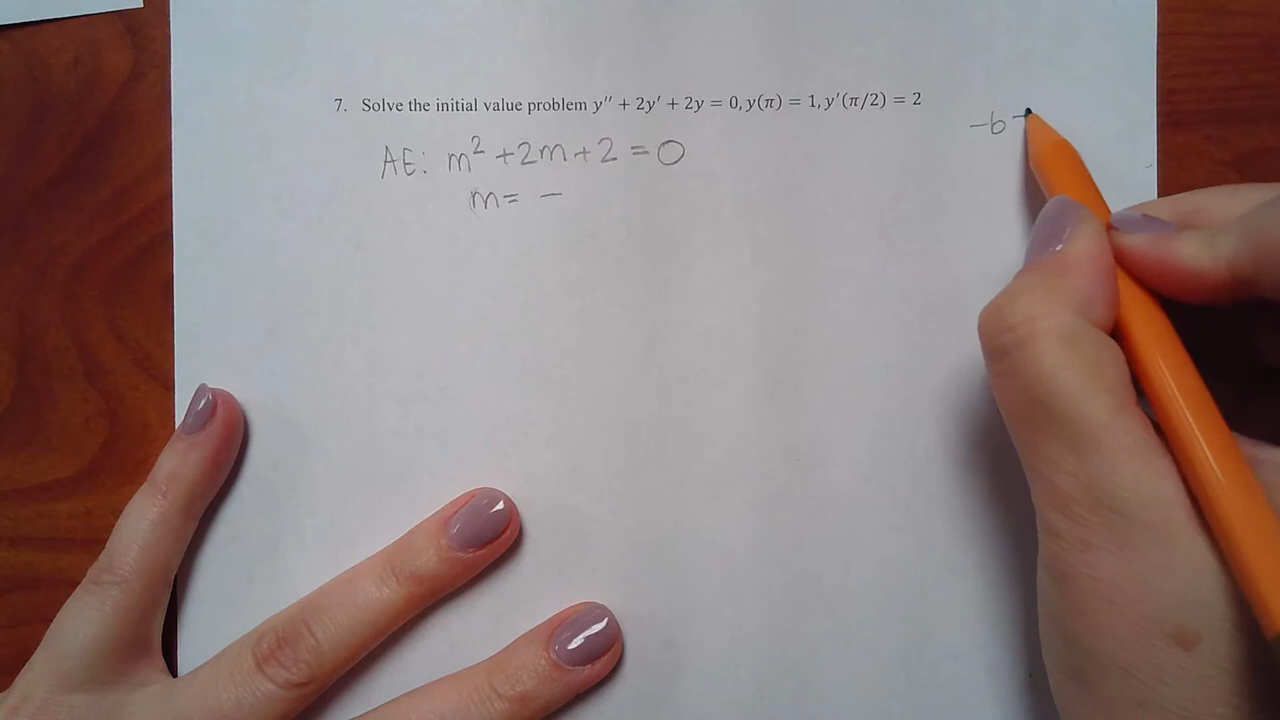 7. Solve the initial value problem y′′ + 2y′ + 2y = 0, y(π) = 1, y′(π/2) = 2
-b -
AE: m² +2m+2 =0
m= -